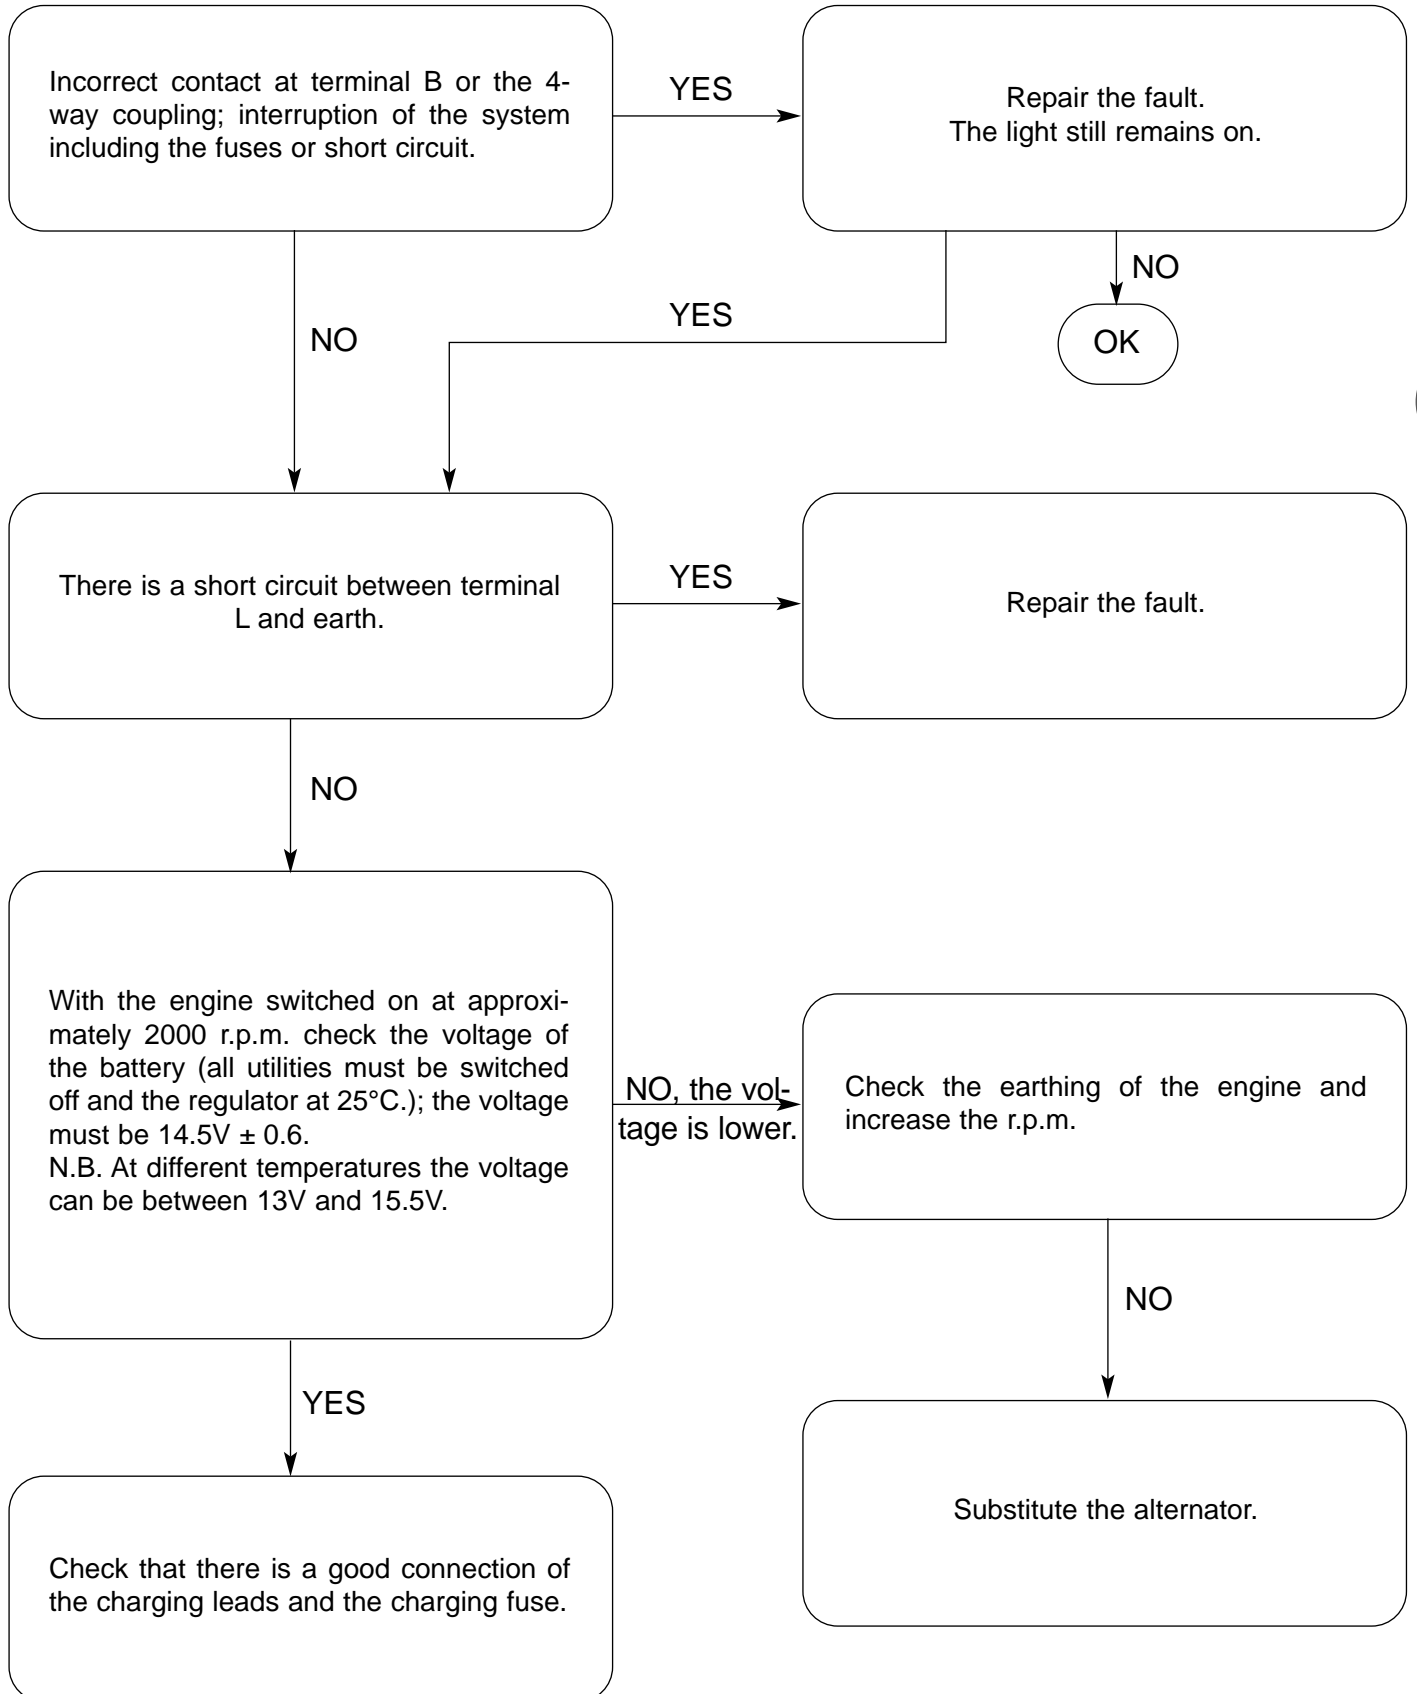 Incorrect contact at terminal B or the 4-
way coupling; interruption of the system
including the fuses or short circuit.
YES
Repair the fault.
The light still remains on.
NO
OK
YES
NO
There is a short circuit between terminal
L and earth.
YES
Repair the fault.
NO
With the engine switched on at approxi-
mately 2000 r.p.m. check the voltage of
the battery (all utilities must be switched
off and the regulator at 25°C.); the voltage
must be 14.5V ± 0.6.
N.B. At different temperatures the voltage
can be between 13V and 15.5V.
NO, the vol-
tage is lower.
Check the earthing of the engine and
increase the r.p.m.
NO
Substitute the alternator.
YES
Check that there is a good connection of
the charging leads and the charging fuse.